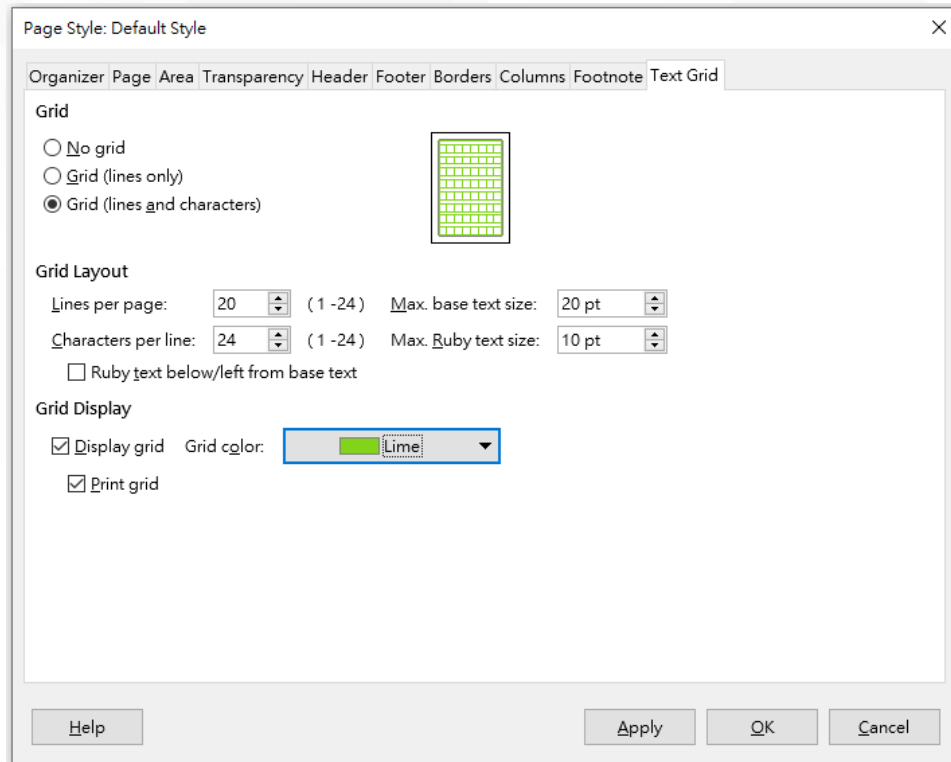 Page Style: Default Style
Organizer Page Area Transparency Header Footer Borders Columns Footnote Text Grid
Grid
No grid
Grid (lines only)
Grid (lines and characters)
Grid Layout
Lines per page: 20 ( 1 -24 ) Max. base text size: 20 pt
Characters per line: 24 ( 1 -24 ) Max. Ruby text size: 10 pt
Ruby text below/left from base text
Grid Display
Display grid Grid color: Lime
Print grid
Help Apply OK Cancel